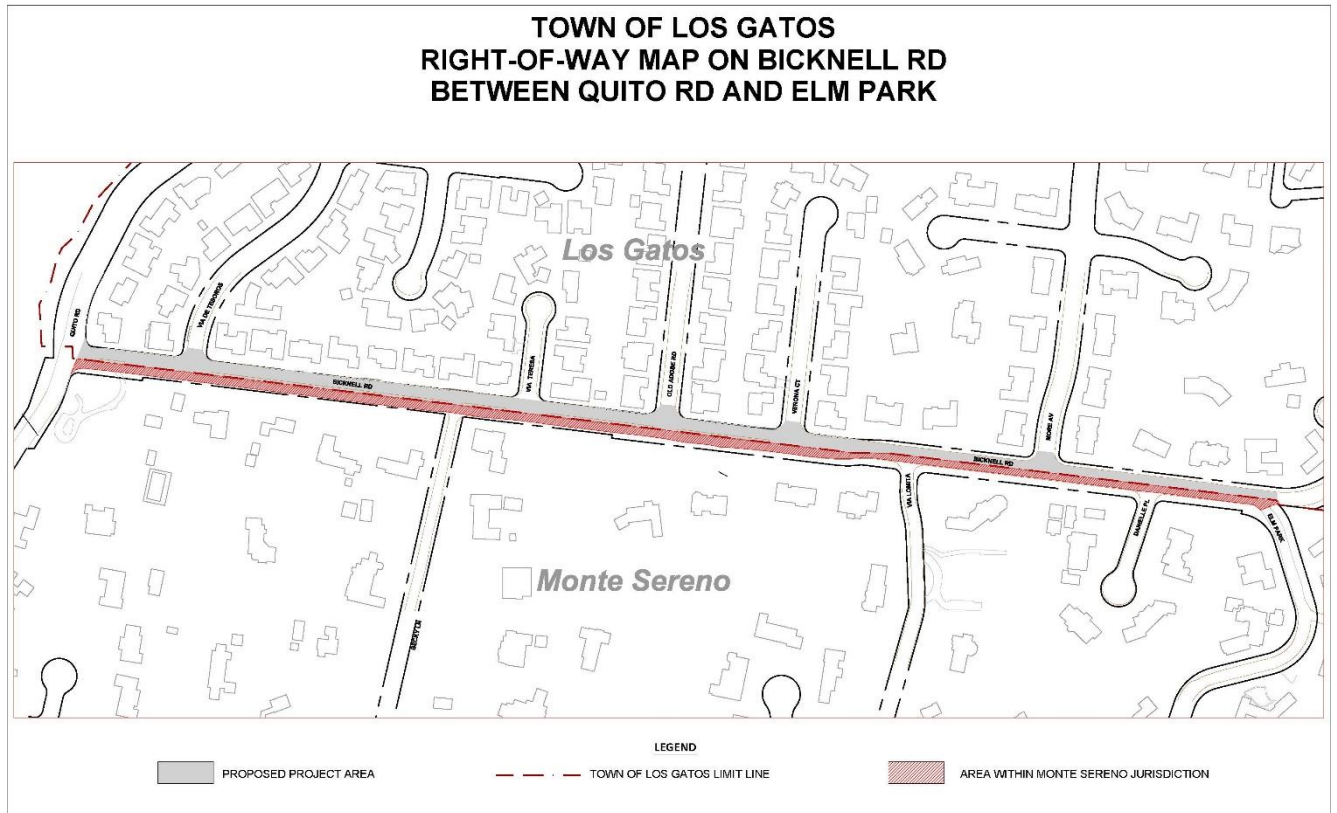 TOWN OF LOS GATOS
RIGHT-OF-WAY MAP ON BICKNELL RD
BETWEEN QUITO RD AND ELM PARK
Los Gatos
QUITO RD
VIA DE TESOROS
BICKNELL RD
VIA TERESA
OLD ADOBE RD
VERONA CT
MORE AV
BICKNELL RD
VIA LOMITA
DANIELLE PL
ELM PARK
Monte Sereno
BECKY LN
LEGEND
PROPOSED PROJECT AREA
TOWN OF LOS GATOS LIMIT LINE
AREA WITHIN MONTE SERENO JURISDICTION